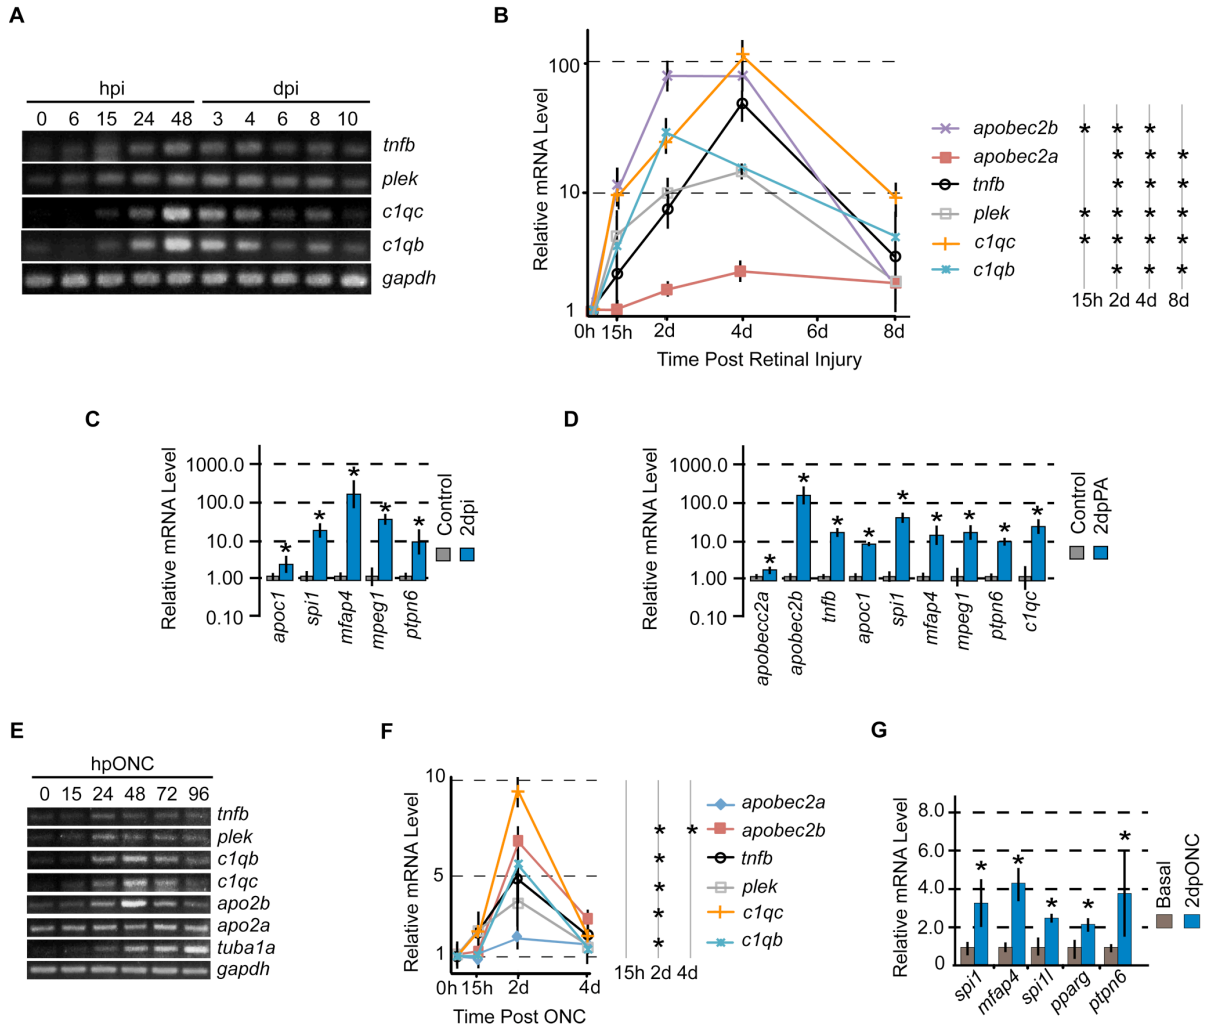 A
hpi dpi
0 6 15 24 48 3 4 6 8 10
tnfb
plek
c1qc
c1qb
gapdh
B
Relative mRNA Level
100
10
1
0h 15h 2d 4d 6d 8d
Time Post Retinal Injury
apobec2b * * *
apobec2a * * *
tnfb * * *
plek * * * *
c1qc * * * *
c1qb * * *
15h 2d 4d 8d
C
Relative mRNA Level
1000.0
100.0
10.0
1.00
0.10
* * * * *
apoc1 spi1 mfap4 mpeg1 ptpn6
Control
2dpi
D
Relative mRNA Level
1000.0
100.0
10.0
1.00
0.10
* * * * * * * * *
apobecc2a apobec2b tnfb apoc1 spi1 mfap4 mpeg1 ptpn6 c1qc
Control
2dpPA
E
hpONC
0 15 24 48 72 96
tnfb
plek
c1qb
c1qc
apo2b
apo2a
tuba1a
gapdh
F
Relative mRNA Level
10
5
1
0h 15h 2d 4d
Time Post ONC
apobec2a
apobec2b * *
tnfb *
plek *
c1qc *
c1qb *
15h 2d 4d
G
Relative mRNA Level
8.0
6.0
4.0
2.0
0
* * * * *
spi1 mfap4 spi1l pparg ptpn6
Basal
2dpONC